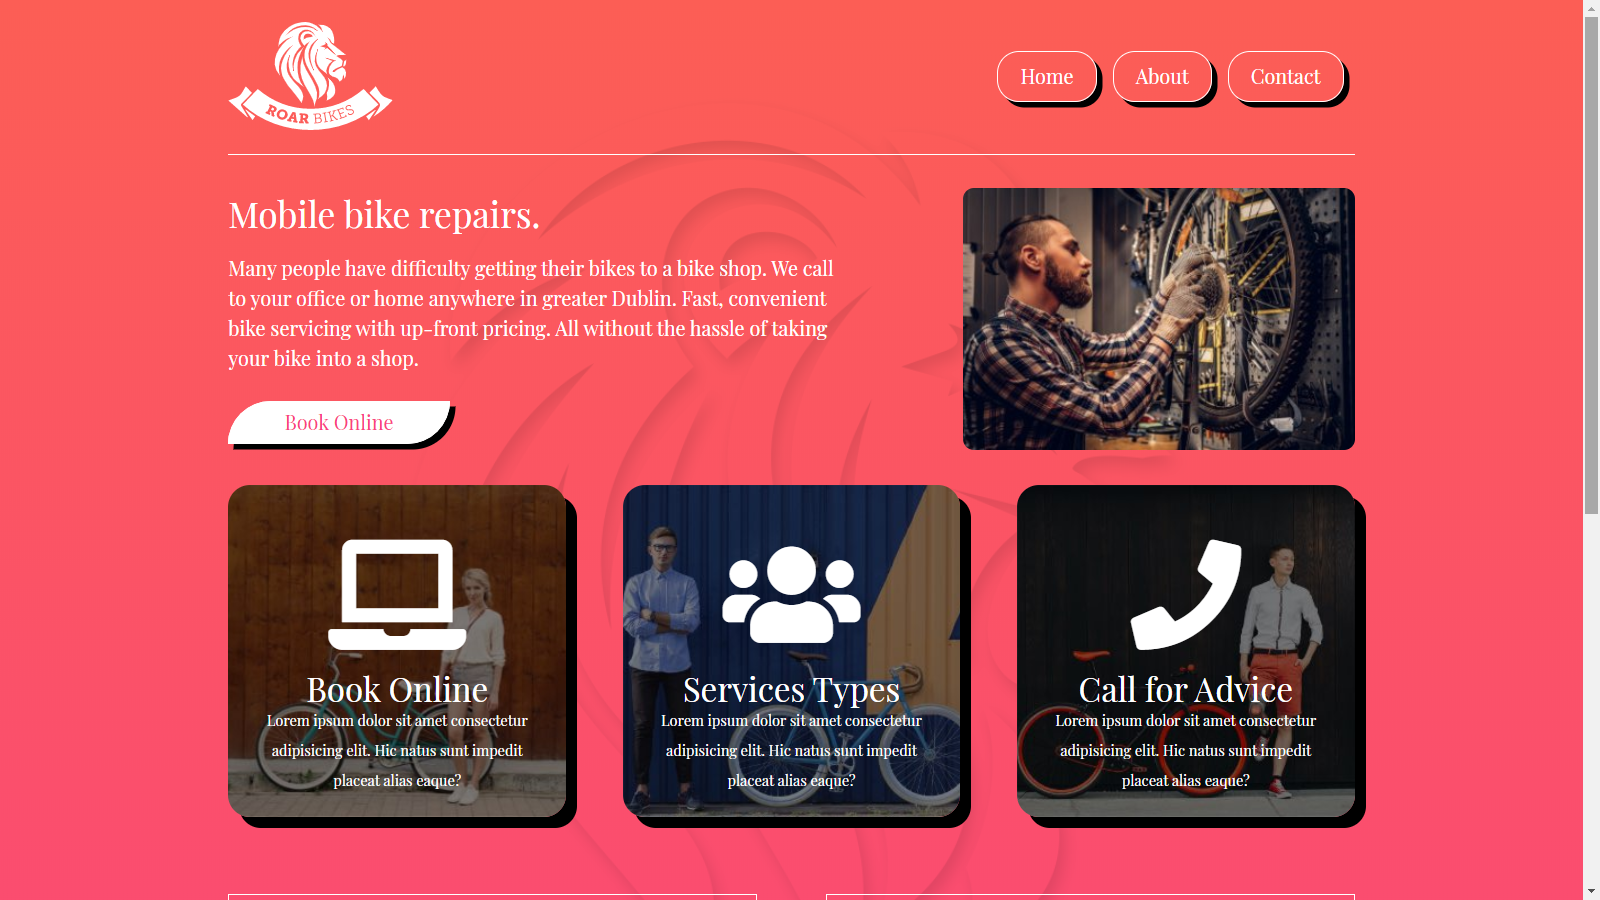 ROAR BIKES
Home
About
Contact
Mobile bike repairs.
Many people have difficulty getting their bikes to a bike shop. We call
to your office or home anywhere in greater Dublin. Fast, convenient
bike servicing with up-front pricing. All without the hassle of taking
your bike into a shop.
Book Online
Book Online
Lorem ipsum dolor sit amet consectetur
adipisicing elit. Hic natus sunt impedit
placeat alias eaque?
Services Types
Lorem ipsum dolor sit amet consectetur
adipisicing elit. Hic natus sunt impedit
placeat alias eaque?
Call for Advice
Lorem ipsum dolor sit amet consectetur
adipisicing elit. Hic natus sunt impedit
placeat alias eaque?